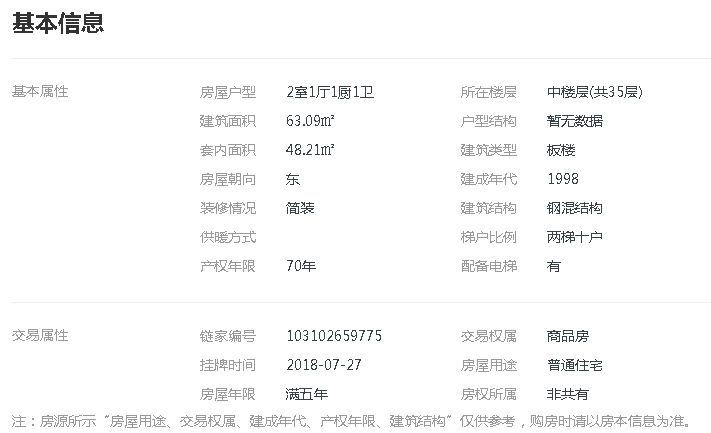 基本信息
基本属性 房屋户型 2室1厅1厨1卫 所在楼层 中楼层(共35层)
建筑面积 63.09㎡ 户型结构 暂无数据
套内面积 48.21㎡ 建筑类型 板楼
房屋朝向 东 建成年代 1998
装修情况 简装 建筑结构 钢混结构
供暖方式 梯户比例 两梯十户
产权年限 70年 配备电梯 有
交易属性 链家编号 103102659775 交易权属 商品房
挂牌时间 2018-07-27 房屋用途 普通住宅
房屋年限 满五年 房权所属 非共有
注：房源所示“房屋用途、交易权属、建成年代、产权年限、建筑结构”仅供参考，购房时请以房本信息为准。